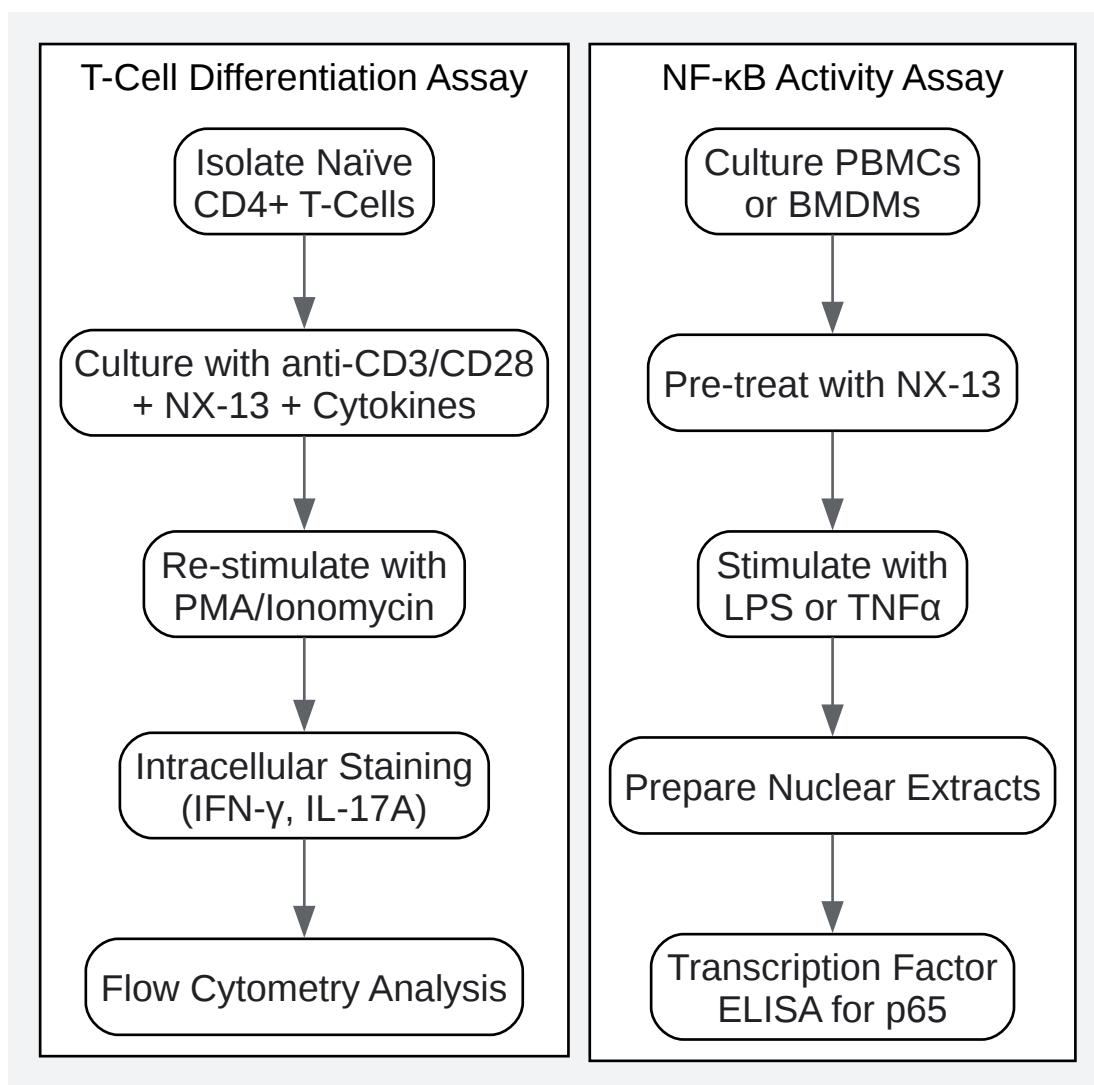 T-Cell Differentiation Assay
Isolate Naïve
CD4+ T-Cells
Culture with anti-CD3/CD28
+ NX-13 + Cytokines
Re-stimulate with
PMA/Ionomycin
Intracellular Staining
(IFN-γ, IL-17A)
Flow Cytometry Analysis
NF-κB Activity Assay
Culture PBMCs
or BMDMs
Pre-treat with NX-13
Stimulate with
LPS or TNFα
Prepare Nuclear Extracts
Transcription Factor
ELISA for p65